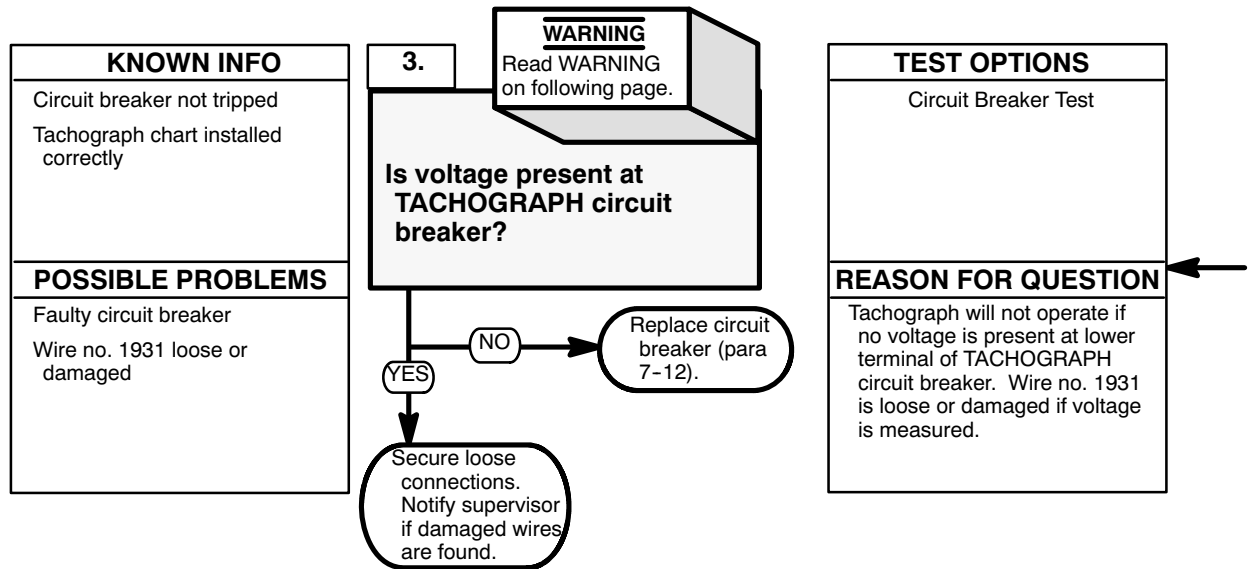 KNOWN INFO
Circuit breaker not tripped
Tachograph chart installed
correctly
POSSIBLE PROBLEMS
Faulty circuit breaker
Wire no. 1931 loose or
damaged
3.
WARNING
Read WARNING
on following page.
Is voltage present at
TACHOGRAPH circuit
breaker?
NO
Replace circuit
breaker (para
7-12).
YES
Secure loose
connections.
Notify supervisor
if damaged wires
are found.
TEST OPTIONS
Circuit Breaker Test
REASON FOR QUESTION
Tachograph will not operate if
no voltage is present at lower
terminal of TACHOGRAPH
circuit breaker. Wire no. 1931
is loose or damaged if voltage
is measured.